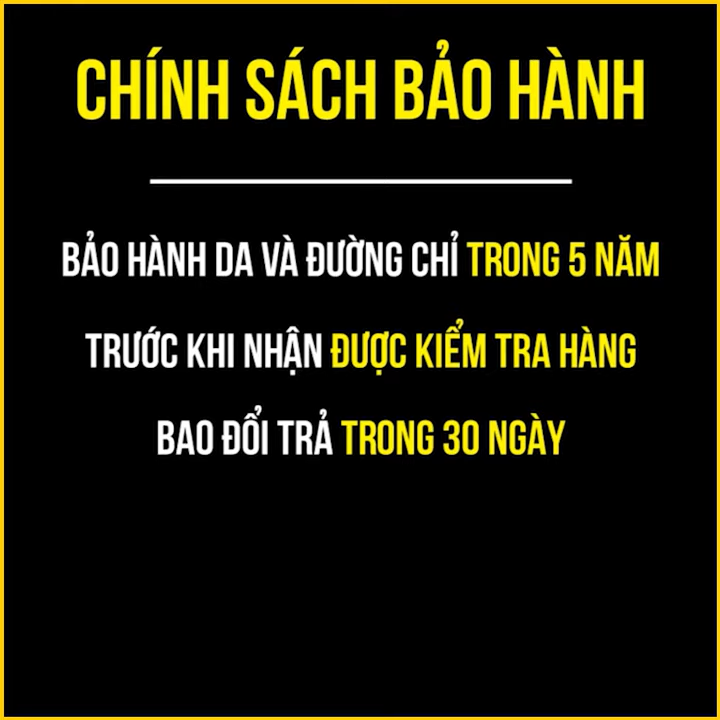 CHÍNH SÁCH BẢO HÀNH
BẢO HÀNH DA VÀ ĐƯỜNG CHỈ TRONG 5 NĂM
TRƯỚC KHI NHẬN ĐƯỢC KIỂM TRA HÀNG
BAO ĐỔI TRẢ TRONG 30 NGÀY